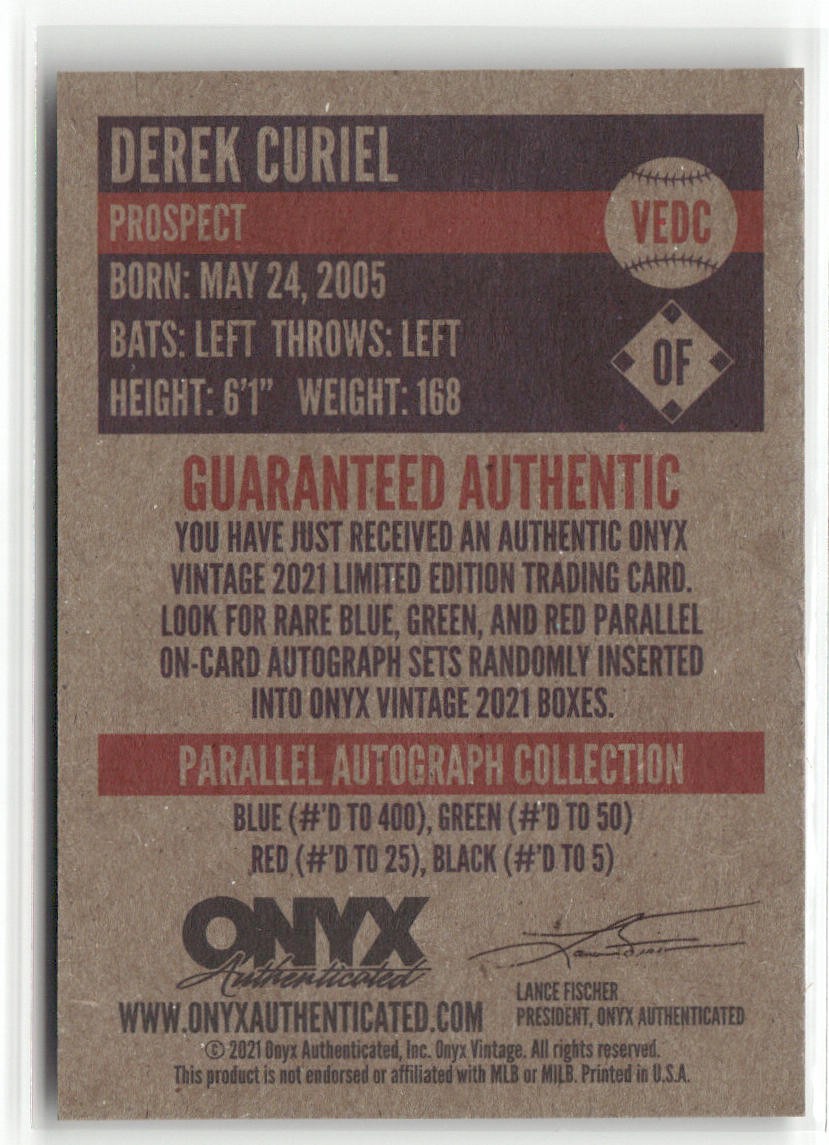 DEREK CURIEL
PROSPECT
VEDC
BORN: MAY 24, 2005
BATS: LEFT THROWS: LEFT
OF
HEIGHT: 6'1" WEIGHT: 168
GUARANTEED AUTHENTIC
YOU HAVE JUST RECEIVED AN AUTHENTIC ONYX
VINTAGE 2021 LIMITED EDITION TRADING CARD.
LOOK FOR RARE BLUE, GREEN, AND RED PARALLEL
ON-CARD AUTOGRAPH SETS RANDOMLY INSERTED
INTO ONYX VINTAGE 2021 BOXES.
PARALLEL AUTOGRAPH COLLECTION
BLUE (#'D TO 400), GREEN (#'D TO 50)
RED (#'D TO 25), BLACK (#'D TO 5)
ONYX
Authenticated
WWW.ONYXAUTHENTICATED.COM
LANCE FISCHER
PRESIDENT, ONYX AUTHENTICATED
© 2021 Onyx Authenticated, Inc. Onyx Vintage. All rights reserved.
This product is not endorsed or affiliated with MLB or MILB. Printed in U.S.A.